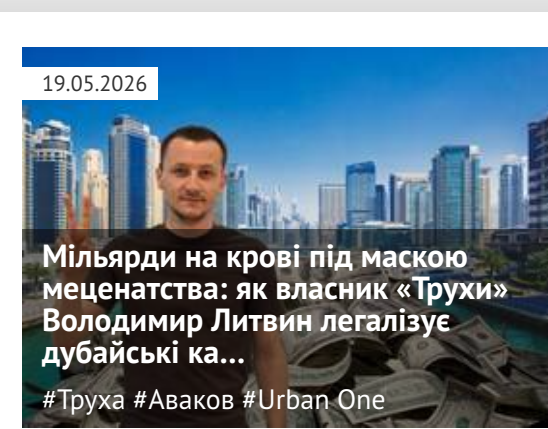 19.05.2026
Мільярди на крові під маскою
меценатства: як власник «Трухи»
Володимир Литвин легалізує
дубайські ка...
#Труха #Аваков #Urban One